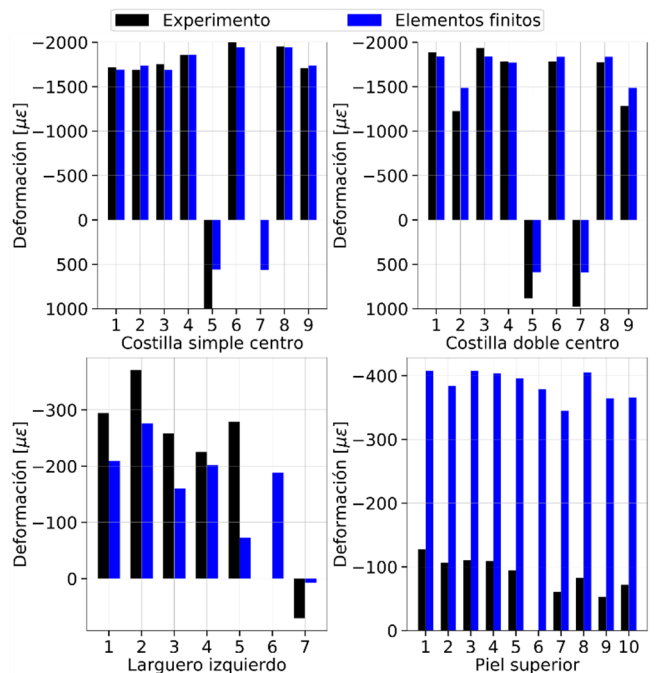 Experimento Elementos finitos
Deformación [με]
−2000
−1500
−1000
−500
0
500
1000
1 2 3 4 5 6 7 8 9
Costilla simple centro
Deformación [με]
−2000
−1500
−1000
−500
0
500
1000
1 2 3 4 5 6 7 8 9
Costilla doble centro
Deformación [με]
−300
−200
−100
0
1 2 3 4 5 6 7
Larguero izquierdo
Deformación [με]
−400
−300
−200
−100
0
1 2 3 4 5 6 7 8 9 10
Piel superior